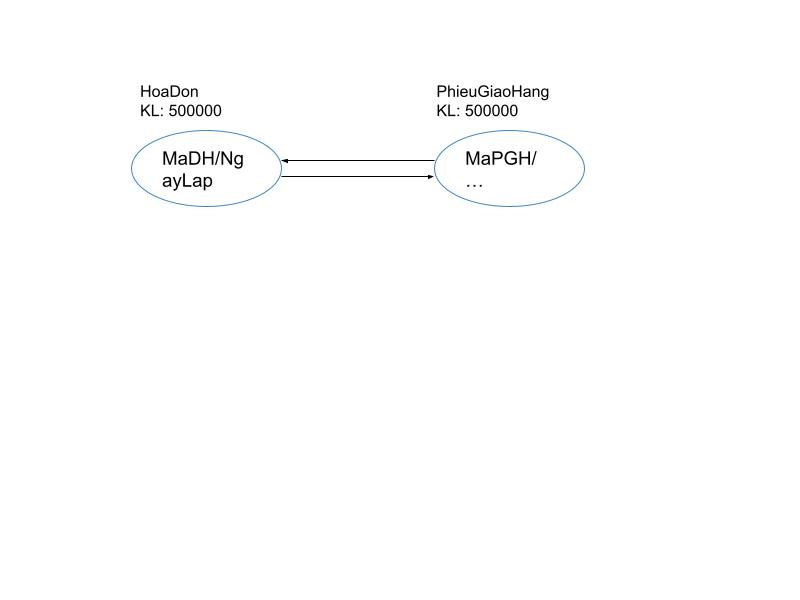 HoaDon
KL: 500000
PhieuGiaoHang
KL: 500000
MaDH/Ng
ayLap
MaPGH/
…